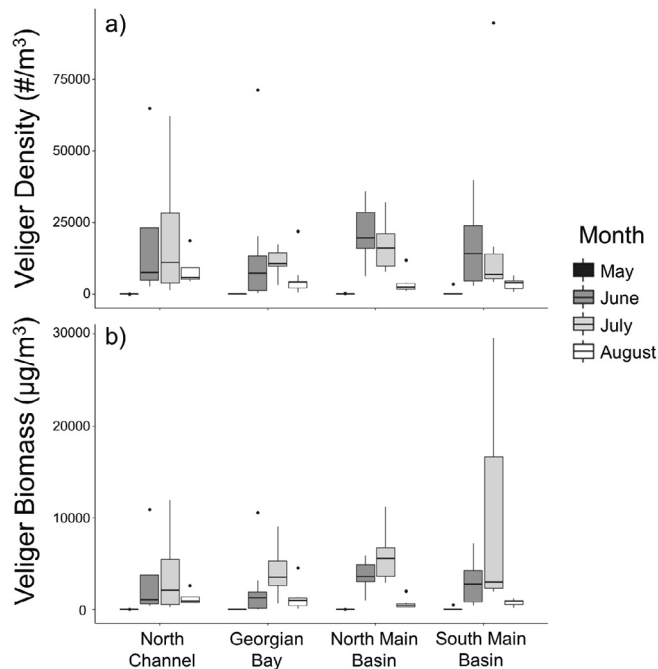 a)
Veliger Density (#/m³)
75000
50000
25000
0
b)
Veliger Biomass (µg/m³)
30000
20000
10000
0
North
Channel
Georgian
Bay
North Main
Basin
South Main
Basin
Month
May
June
July
August